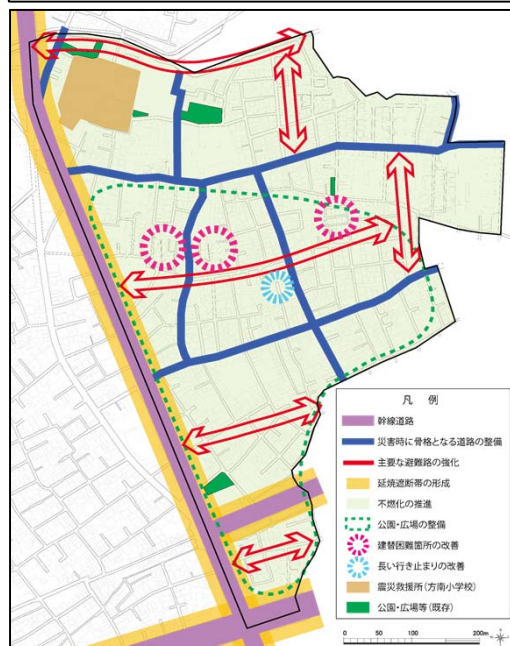 凡 例
幹線道路
災害時に骨格となる道路の整備
主要な避難路の強化
延焼遮断帯の形成
不燃化の推進
公園・広場の整備
建替困難箇所の改善
長い行き止まりの改善
震災救援所(方南小学校)
公園・広場等(既存)
0 50 100 200m